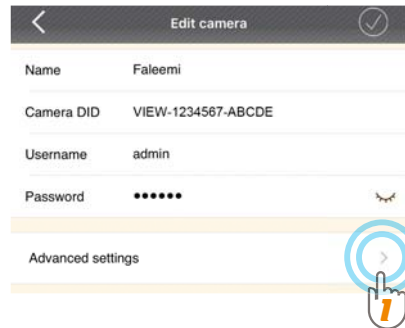 Edit camera
Name Faleemi
Camera DID VIEW-1234567-ABCDE
Username admin
Password ••••••
Advanced settings
1